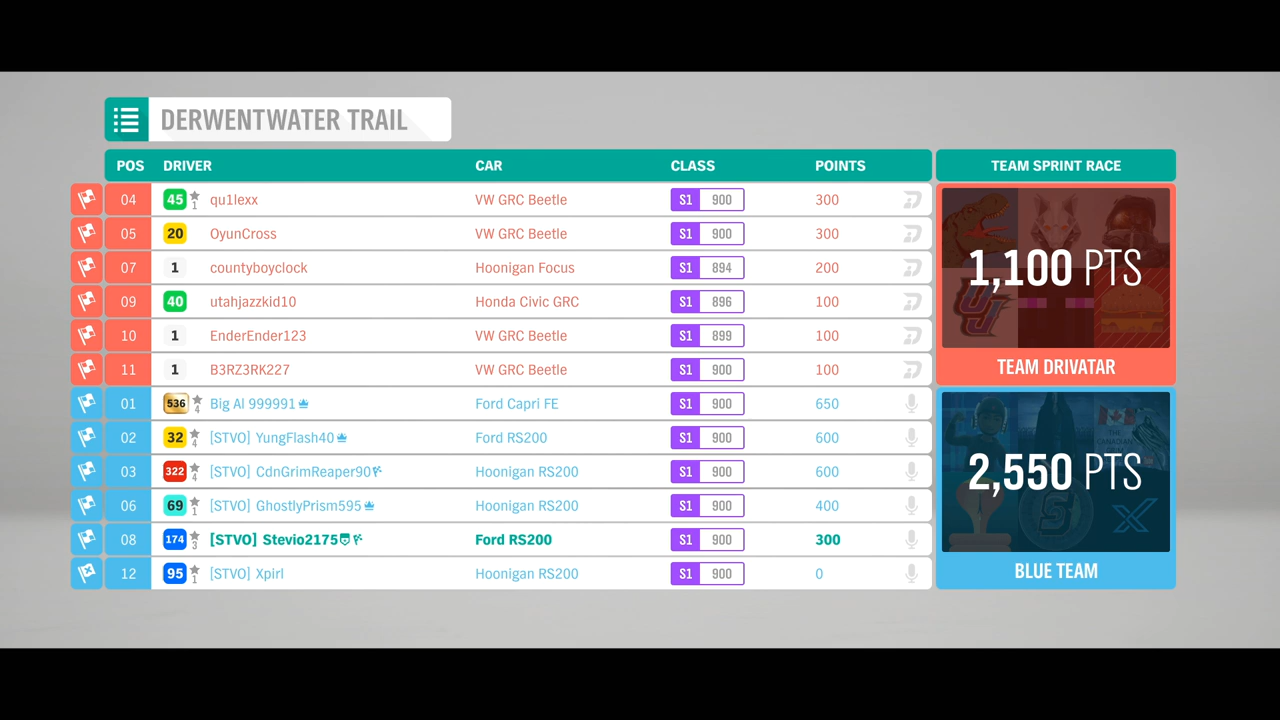 DERWENTWATER TRAIL
POS DRIVER CAR CLASS POINTS TEAM SPRINT RACE
04 45 1 qu1lexx VW GRC Beetle S1 900 300
05 20 OyunCross VW GRC Beetle S1 900 300
07 1 countyboyclock Hoonigan Focus S1 894 200
09 40 utahjazzkid10 Honda Civic GRC S1 896 100
10 1 EnderEnder123 VW GRC Beetle S1 899 100
11 1 B3RZ3RK227 VW GRC Beetle S1 900 100
1,100 PTS
TEAM DRIVATAR
01 536 4 Big Al 999991 Ford Capri FE S1 900 650
02 32 4 [STVO] YungFlash40 Ford RS200 S1 900 600
03 322 4 [STVO] CdnGrimReaper90 Hoonigan RS200 S1 900 600
06 69 1 [STVO] GhostlyPrism595 Hoonigan RS200 S1 900 400
08 174 3 [STVO] Stevio2175 Ford RS200 S1 900 300
12 95 1 [STVO] Xpirl Hoonigan RS200 S1 900 0
2,550 PTS
BLUE TEAM